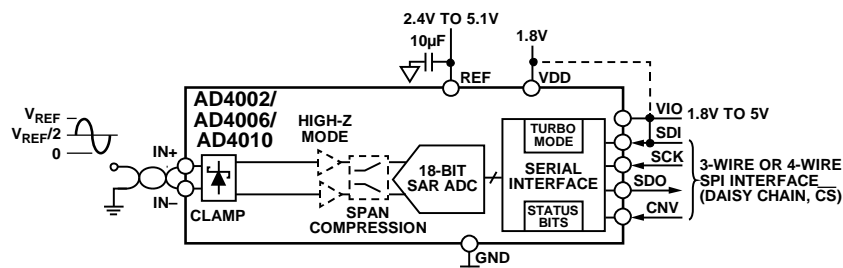 2.4V TO 5.1V
10µF
1.8V
REF
VDD
AD4002/
AD4006/
AD4010
HIGH-Z
MODE
VREF
VREF/2
0
IN+
IN–
CLAMP
SPAN
COMPRESSION
18-BIT
SAR ADC
TURBO
MODE
SERIAL
INTERFACE
STATUS
BITS
VIO
1.8V TO 5V
SDI
SCK
SDO
CNV
3-WIRE OR 4-WIRE
SPI INTERFACE
(DAISY CHAIN, CS)
GND